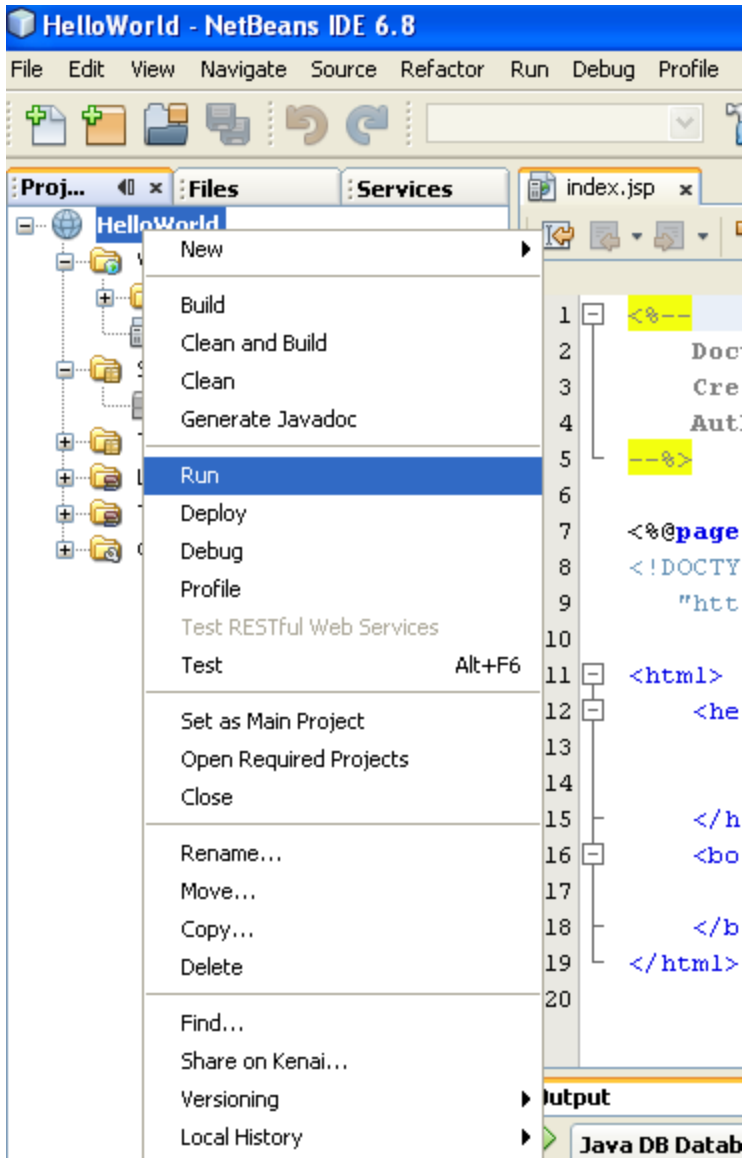 HelloWorld - NetBeans IDE 6.8
File Edit View Navigate Source Refactor Run Debug Profile
Proj... Files Services index.jsp
HelloWorld
New
Build
Clean and Build
Clean
Generate Javadoc
Run
Deploy
Debug
Profile
Test RESTful Web Services
Test Alt+F6
Set as Main Project
Open Required Projects
Close
Rename...
Move...
Copy...
Delete
Find...
Share on Kenai...
Versioning
Local History
1 <%--
2
3 Cre
4
5 --%>
6
7 <%@page
8 <!DOCTY
9 "htt
10
11 <html>
12 <he
13
14
15 </h
16 <bo
17
18 </b
19 </html>
20
Java DB Datab